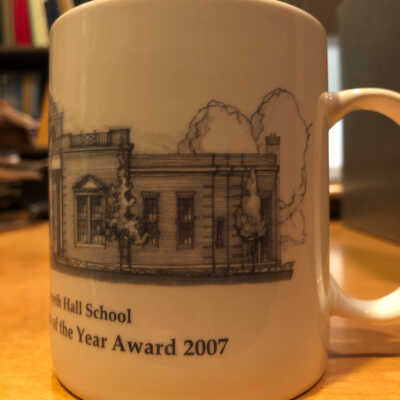 Hall School
of the Year Award 2007